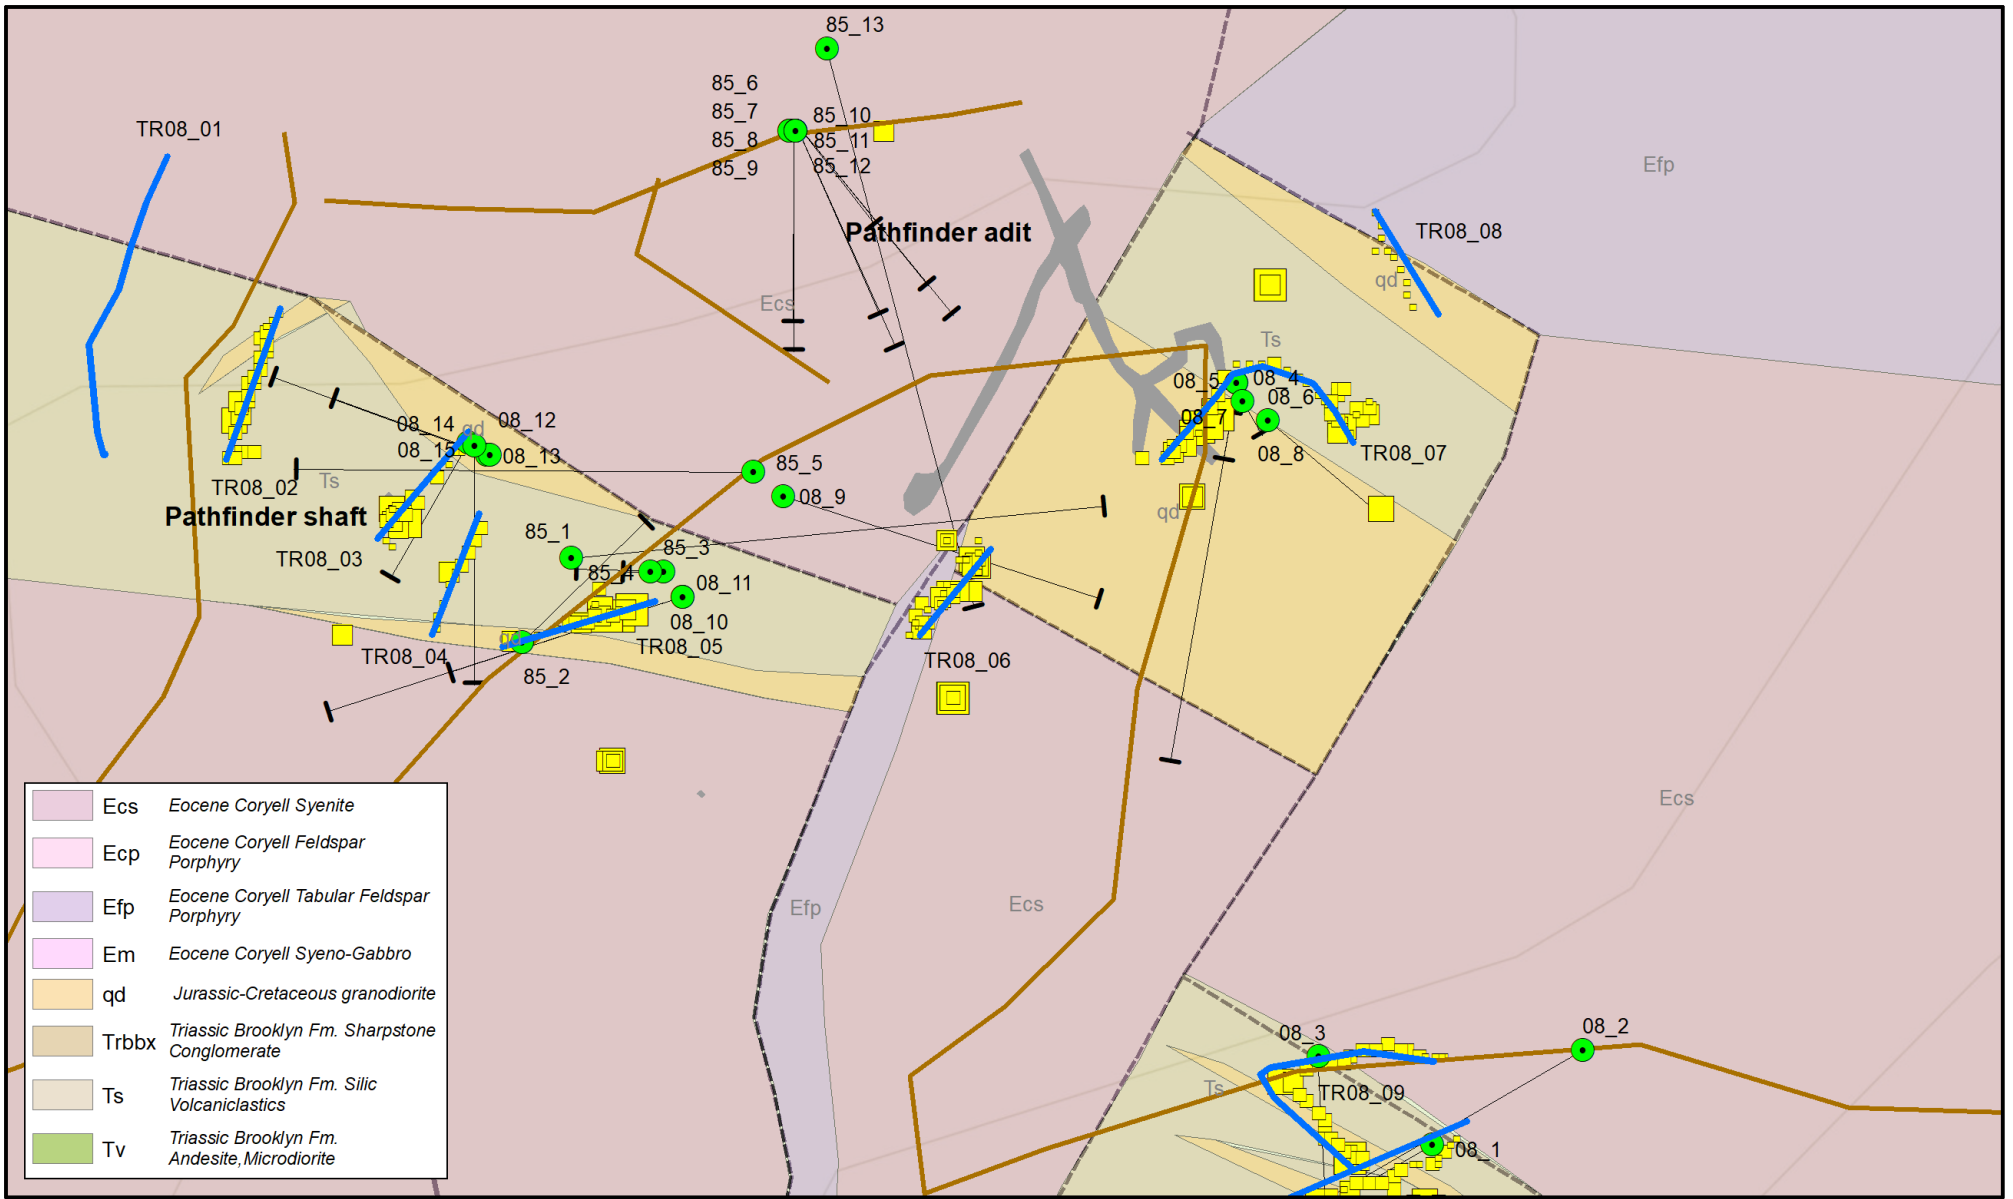 85_13
85_6
85_7
85_8
85_9
85_10
85_11
85_12
TR08_01
Efp
Pathfinder adit
TR08_08
qd
Ecs
Ts
08_5
08_4
08_6
08_7
08_8
TR08_07
08_14
qd
08_12
08_15
08_13
TR08_02
Ts
85_5
08_9
qd
Pathfinder shaft
85_1
85_3
TR08_03
85_4
08_11
08_10
qd
TR08_05
TR08_04
85_2
TR08_06
Ecs
Efp
Ecs
08_3
08_2
Ts
TR08_09
08_1
Ecs
Eocene Coryell Syenite
Ecp
Eocene Coryell Feldspar
Porphyry
Efp
Eocene Coryell Tabular Feldspar
Porphyry
Em
Eocene Coryell Syeno-Gabbro
qd
Jurassic-Cretaceous granodiorite
Trbbx
Triassic Brooklyn Fm. Sharpstone
Conglomerate
Ts
Triassic Brooklyn Fm. Silic
Volcaniclastics
Tv
Triassic Brooklyn Fm.
Andesite,Microdiorite